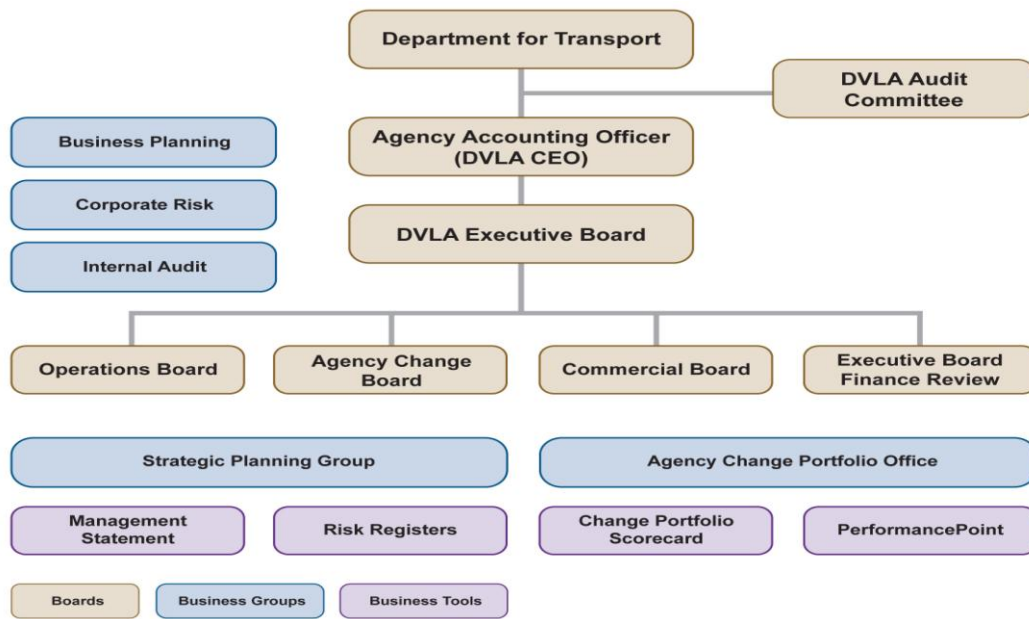 Department for Transport
DVLA Audit
Committee
Business Planning
Agency Accounting Officer
(DVLA CEO)
Corporate Risk
DVLA Executive Board
Internal Audit
Operations Board
Agency Change
Board
Commercial Board
Executive Board
Finance Review
Strategic Planning Group
Agency Change Portfolio Office
Management
Statement
Risk Registers
Change Portfolio
Scorecard
PerformancePoint
Boards
Business Groups
Business Tools